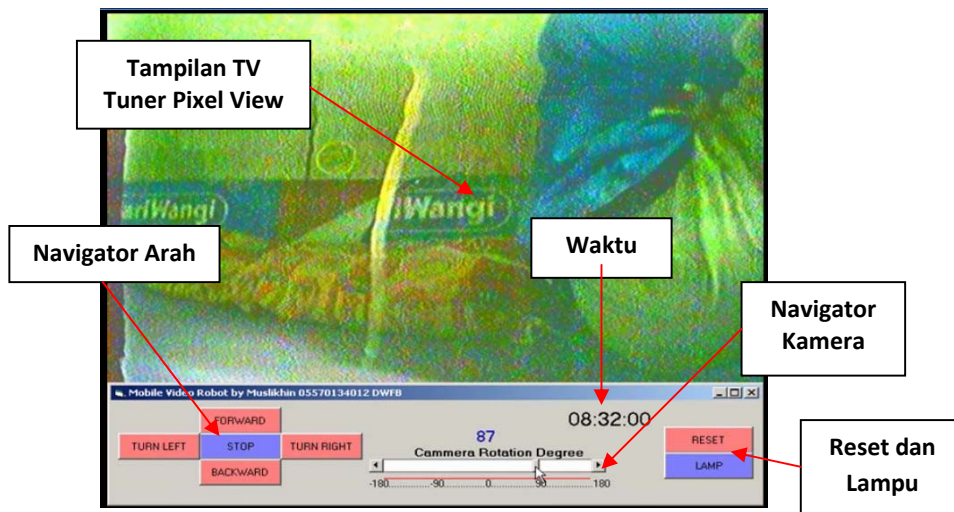 Tampilan TV
Tuner Pixel View
ariWangi
iWangi
Navigator Arah
Waktu
Navigator
Kamera
Mobile Video Robot by Muslikhin 05570134012 DWFB
08:32:00
FORWARD
TURN LEFT STOP TURN RIGHT
BACKWARD
87
Cammera Rotation Degree
-180 -90 0 90 180
RESET
LAMP
Reset dan
Lampu